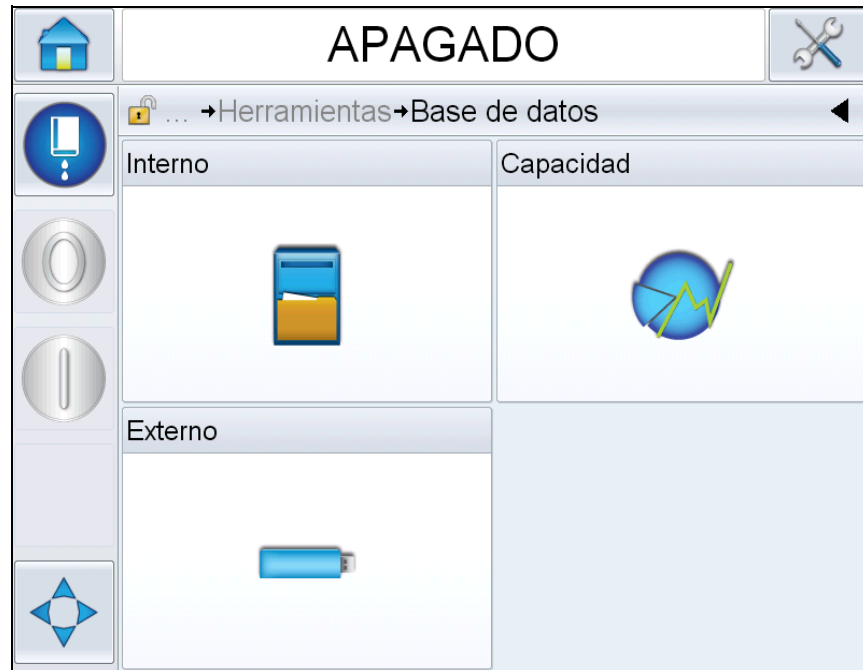 APAGADO
... →Herramientas→Base de datos
Interno
Capacidad
Externo